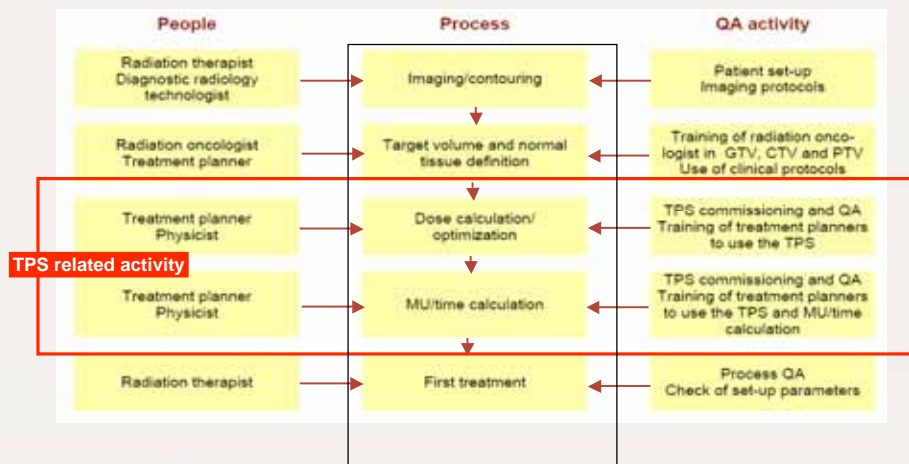 People
Process
QA activity
Radiation therapist
Diagnostic radiology
technologist
Imaging/contouring
Patient set-up
Imaging protocols
Radiation oncologist
Treatment planner
Target volume and normal
tissue definition
Training of radiation onco-
logist in GTV, CTV and PTV
Use of clinical protocols
Treatment planner
Physicist
Dose calculation/
optimization
TPS commissioning and QA
Training of treatment planners
to use the TPS
TPS related activity
Treatment planner
Physicist
MU/time calculation
TPS commissioning and QA
Training of treatment planners
to use the TPS and MU/time
calculation
Radiation therapist
First treatment
Process QA
Check of set-up parameters